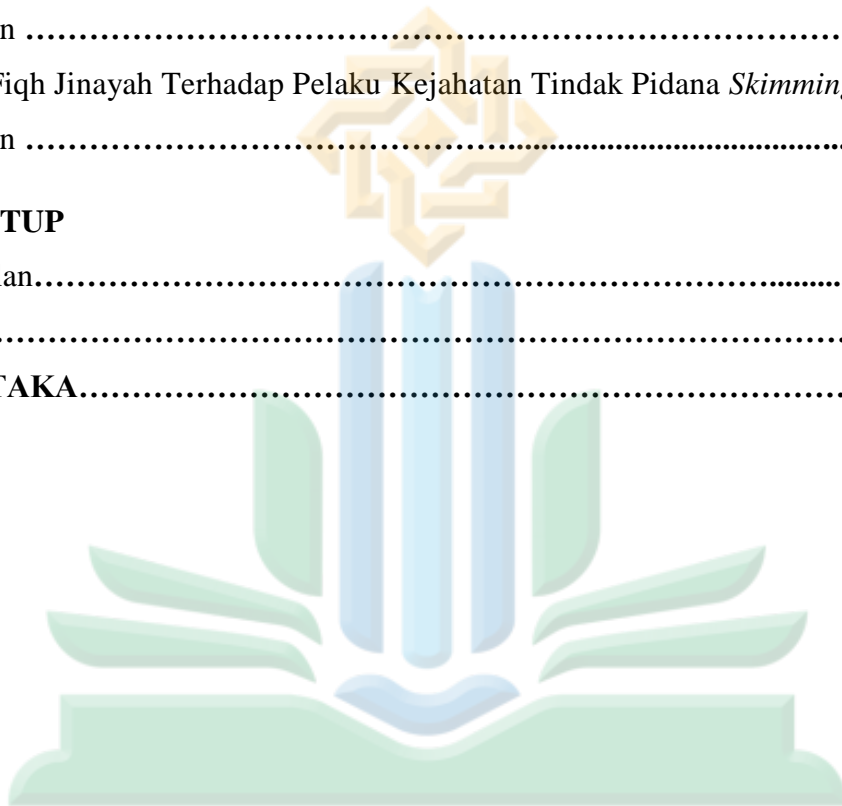 n ……………………………………………………………………
Fiqh Jinayah Terhadap Pelaku Kejahatan Tindak Pidana Skimming
n ………………………………………...........................................
TUP
an…………………………………………………………….........
……………………………………………………………………………
TAKA……………………………………………………………………